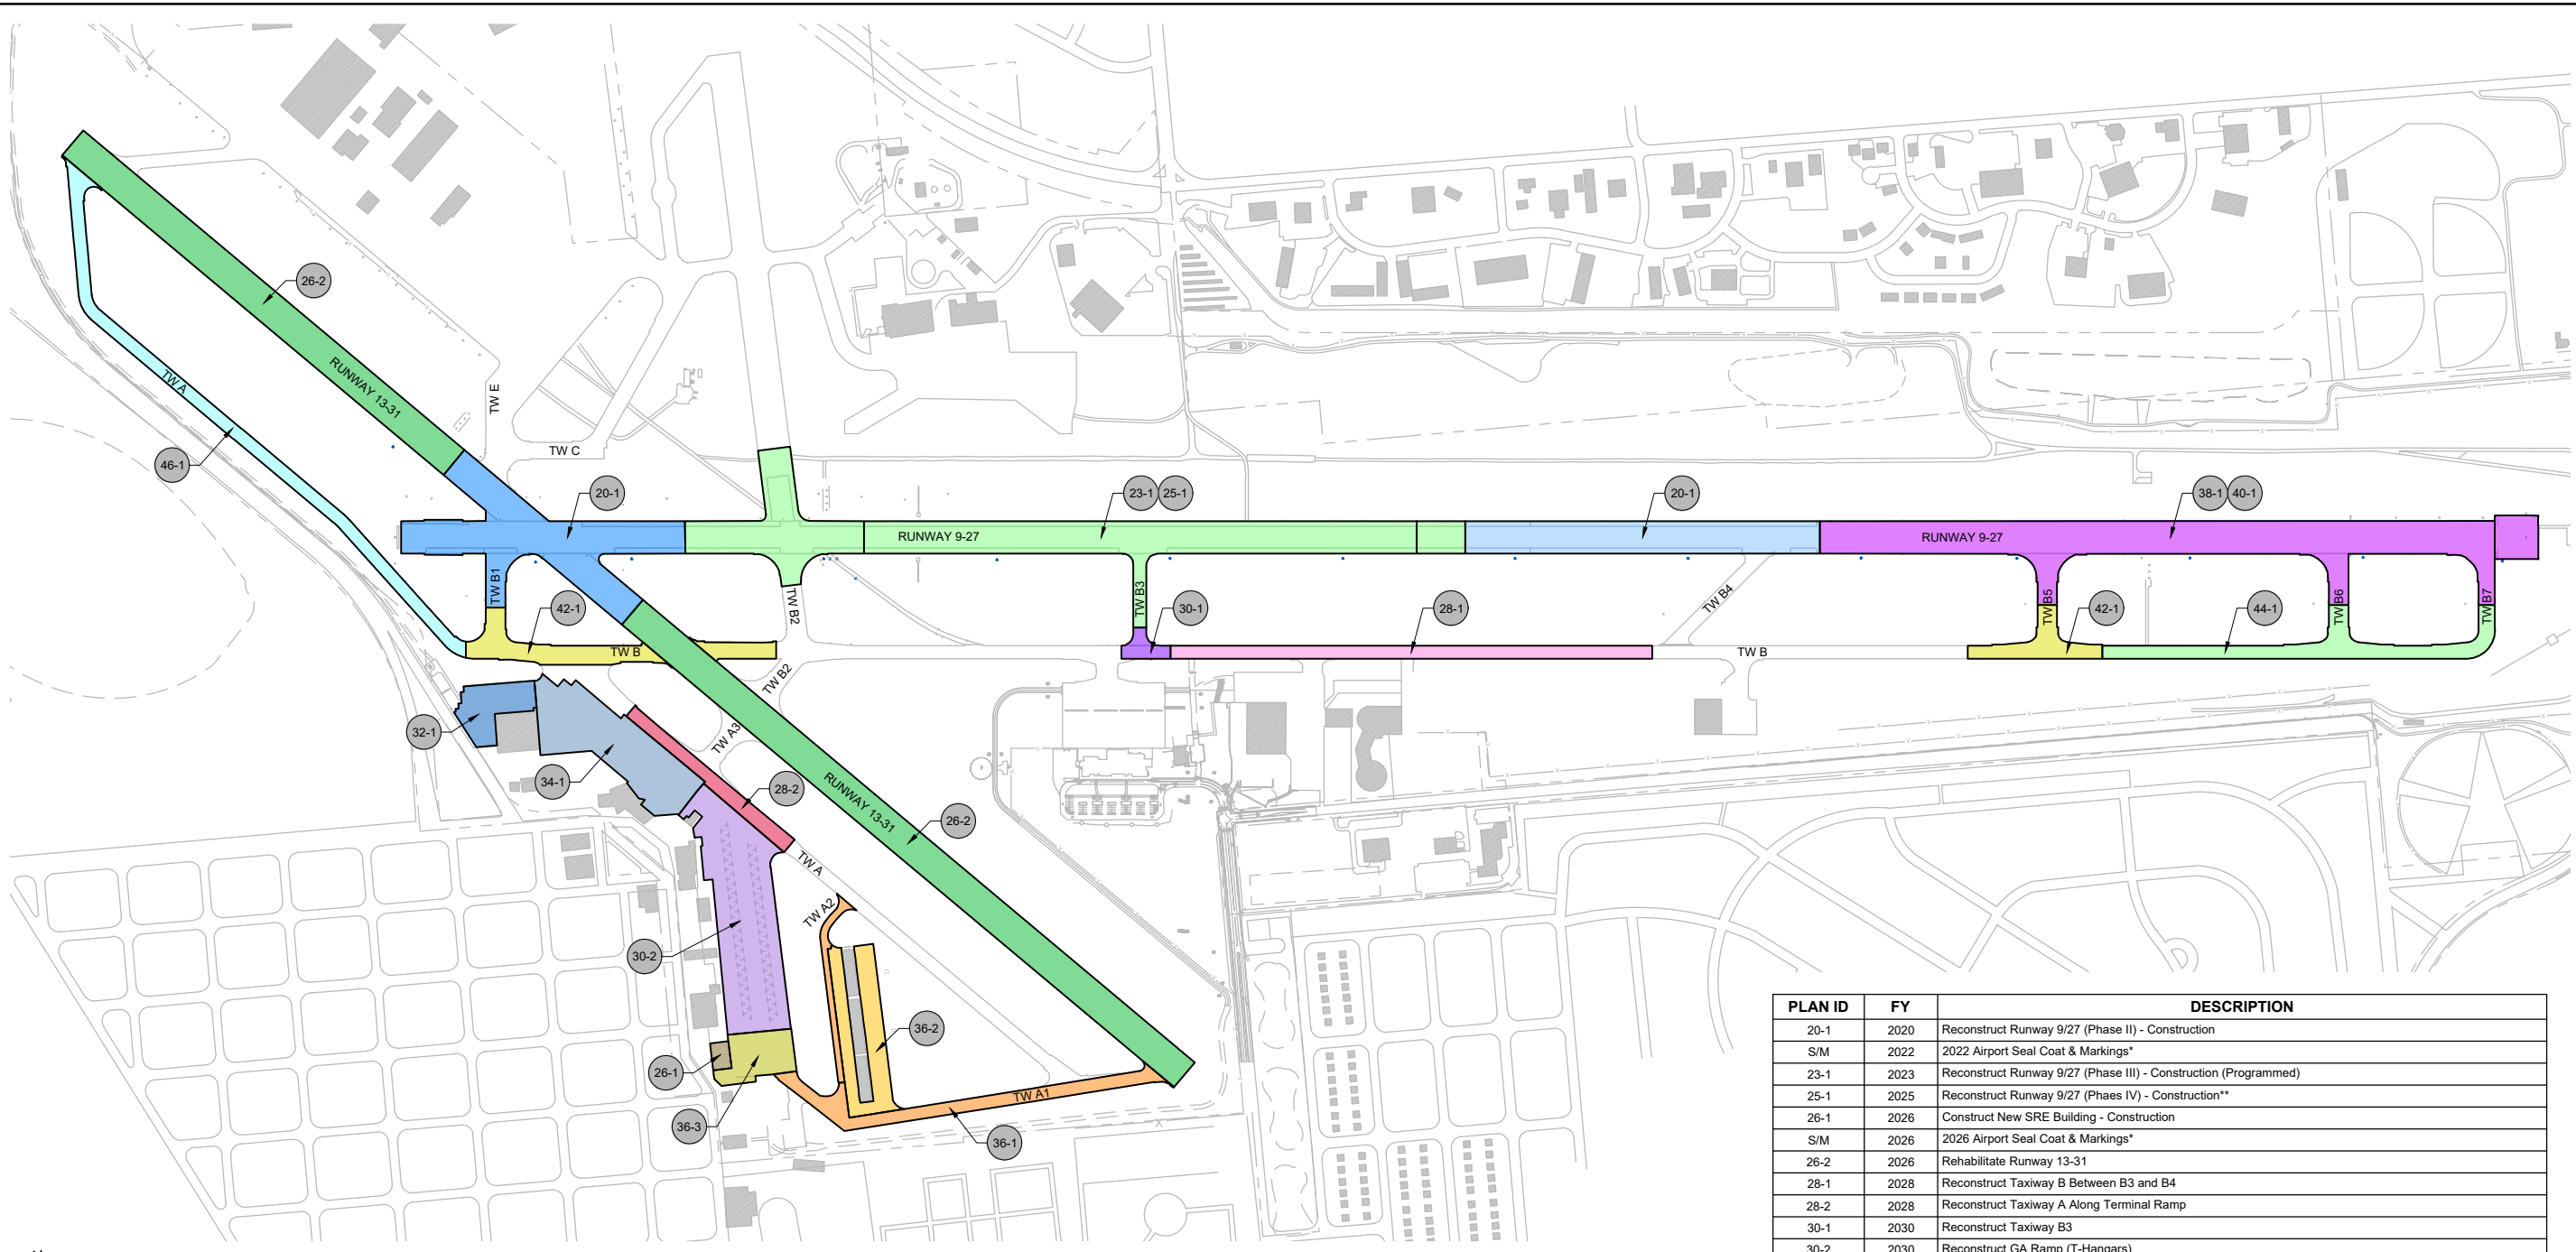 26-2
RUNWAY 13-31
TW A
TW E
TW C
46-1
20-1
23-1
25-1
20-1
38-1
40-1
RUNWAY 9-27
RUNWAY 9-27
TW B1
42-1
TW B2
TW B3
30-1
28-1
TW B4
TW B5
42-1
TW B6
44-1
TW B7
TW B
TW B
TW B2
32-1
TW A3
34-1
28-2
RUNWAY 13-31
26-2
TW A
TW A2
30-2
36-2
26-1
TW A1
36-3
36-1
PLAN ID FY DESCRIPTION
20-1 2020 Reconstruct Runway 9/27 (Phase II) - Construction
S/M 2022 2022 Airport Seal Coat & Markings*
23-1 2023 Reconstruct Runway 9/27 (Phase III) - Construction (Programmed)
25-1 2025 Reconstruct Runway 9/27 (Phaes IV) - Construction**
26-1 2026 Construct New SRE Building - Construction
S/M 2026 2026 Airport Seal Coat & Markings*
26-2 2026 Rehabilitate Runway 13-31
28-1 2028 Reconstruct Taxiway B Between B3 and B4
28-2 2028 Reconstruct Taxiway A Along Terminal Ramp
30-1 2030 Reconstruct Taxiway B3
30-2 2030 Reconstruct GA Ramp (T-Hangars)